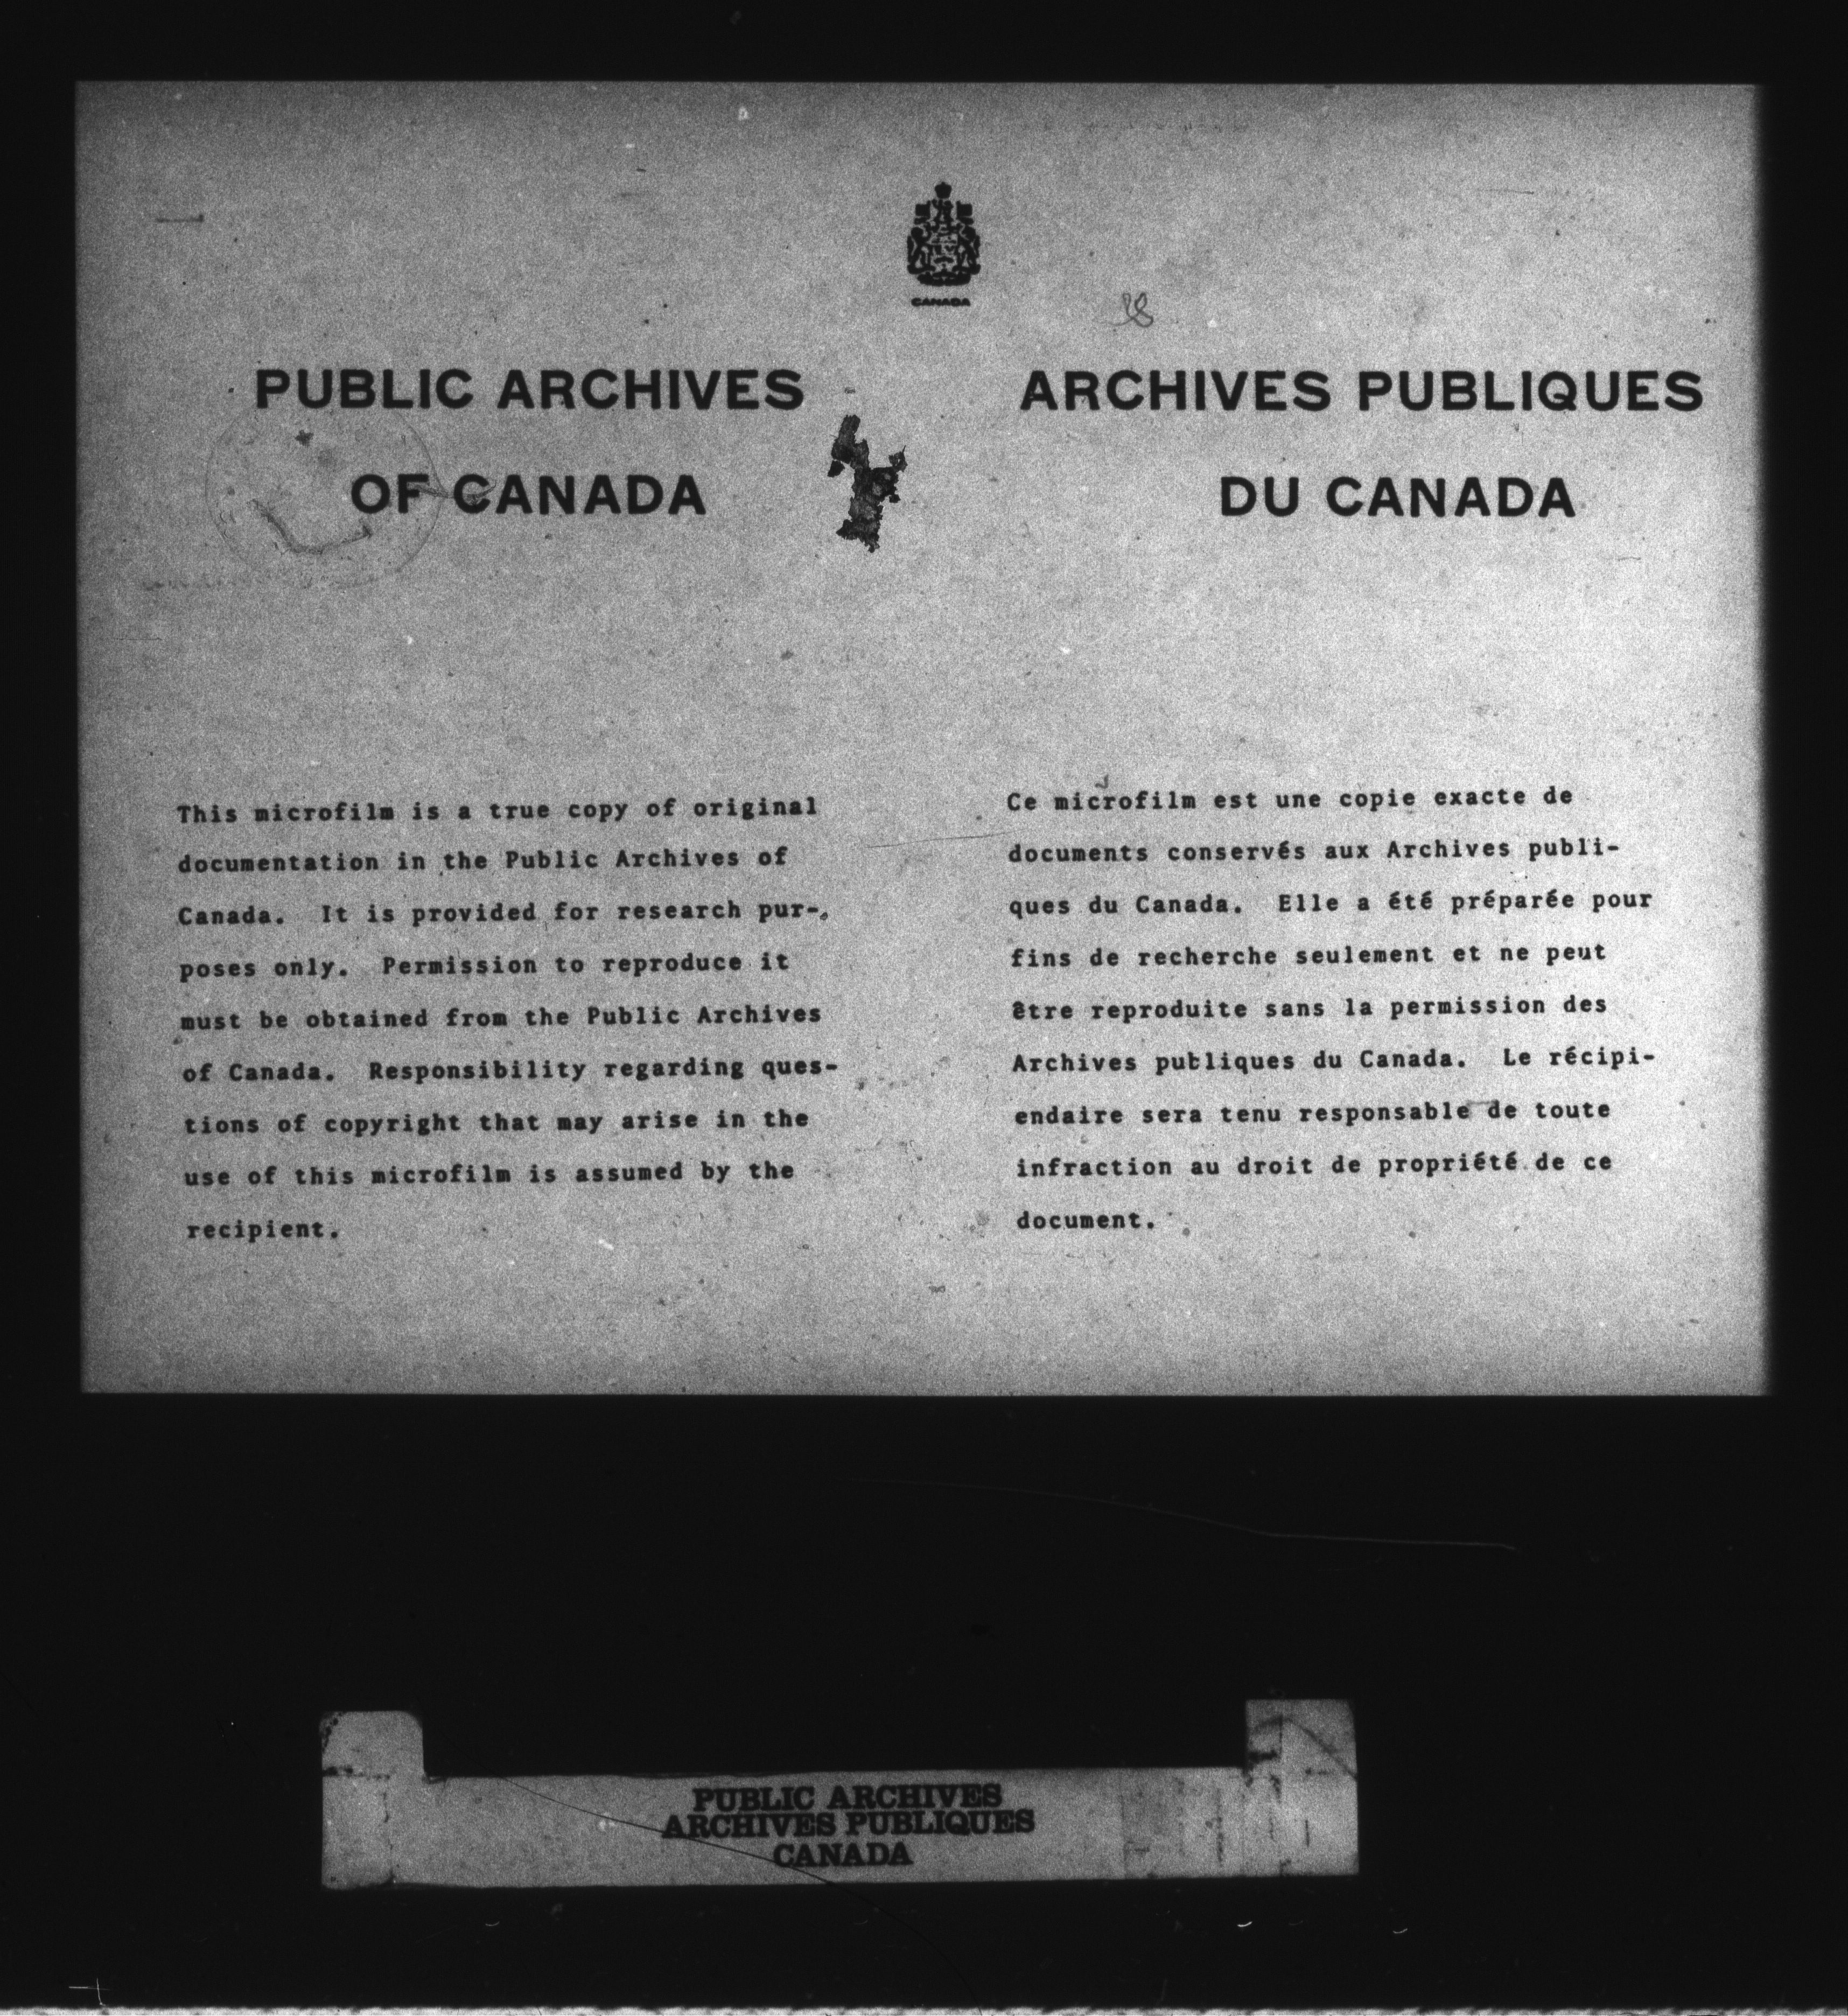 CANADA
PUBLIC ARCHIVES
OF CANADA
This microfilm is a true copy of original
documentation in the Public Archives of
Canada. It is provided for research pur-
poses only. Permission to reproduce it
must be obtained from the Public Archives
of Canada. Responsibility regarding ques-
tions of copyright that may arise in the
use of this microfilm is assumed by the
recipient.
ARCHIVES PUBLIQUES
DU CANADA
Ce microfilm est une copie exacte de
documents conservés aux Archives publi-
ques du Canada. Elle a été préparée pour
fins de recherche seulement et ne peut
être reproduite sans la permission des
Archives publiques du Canada. Le récipi-
endaire sera tenu responsable de toute
infraction au droit de propriété de ce
document.
PUBLIC ARCHIVES
ARCHIVES PUBLIQUES
CANADA